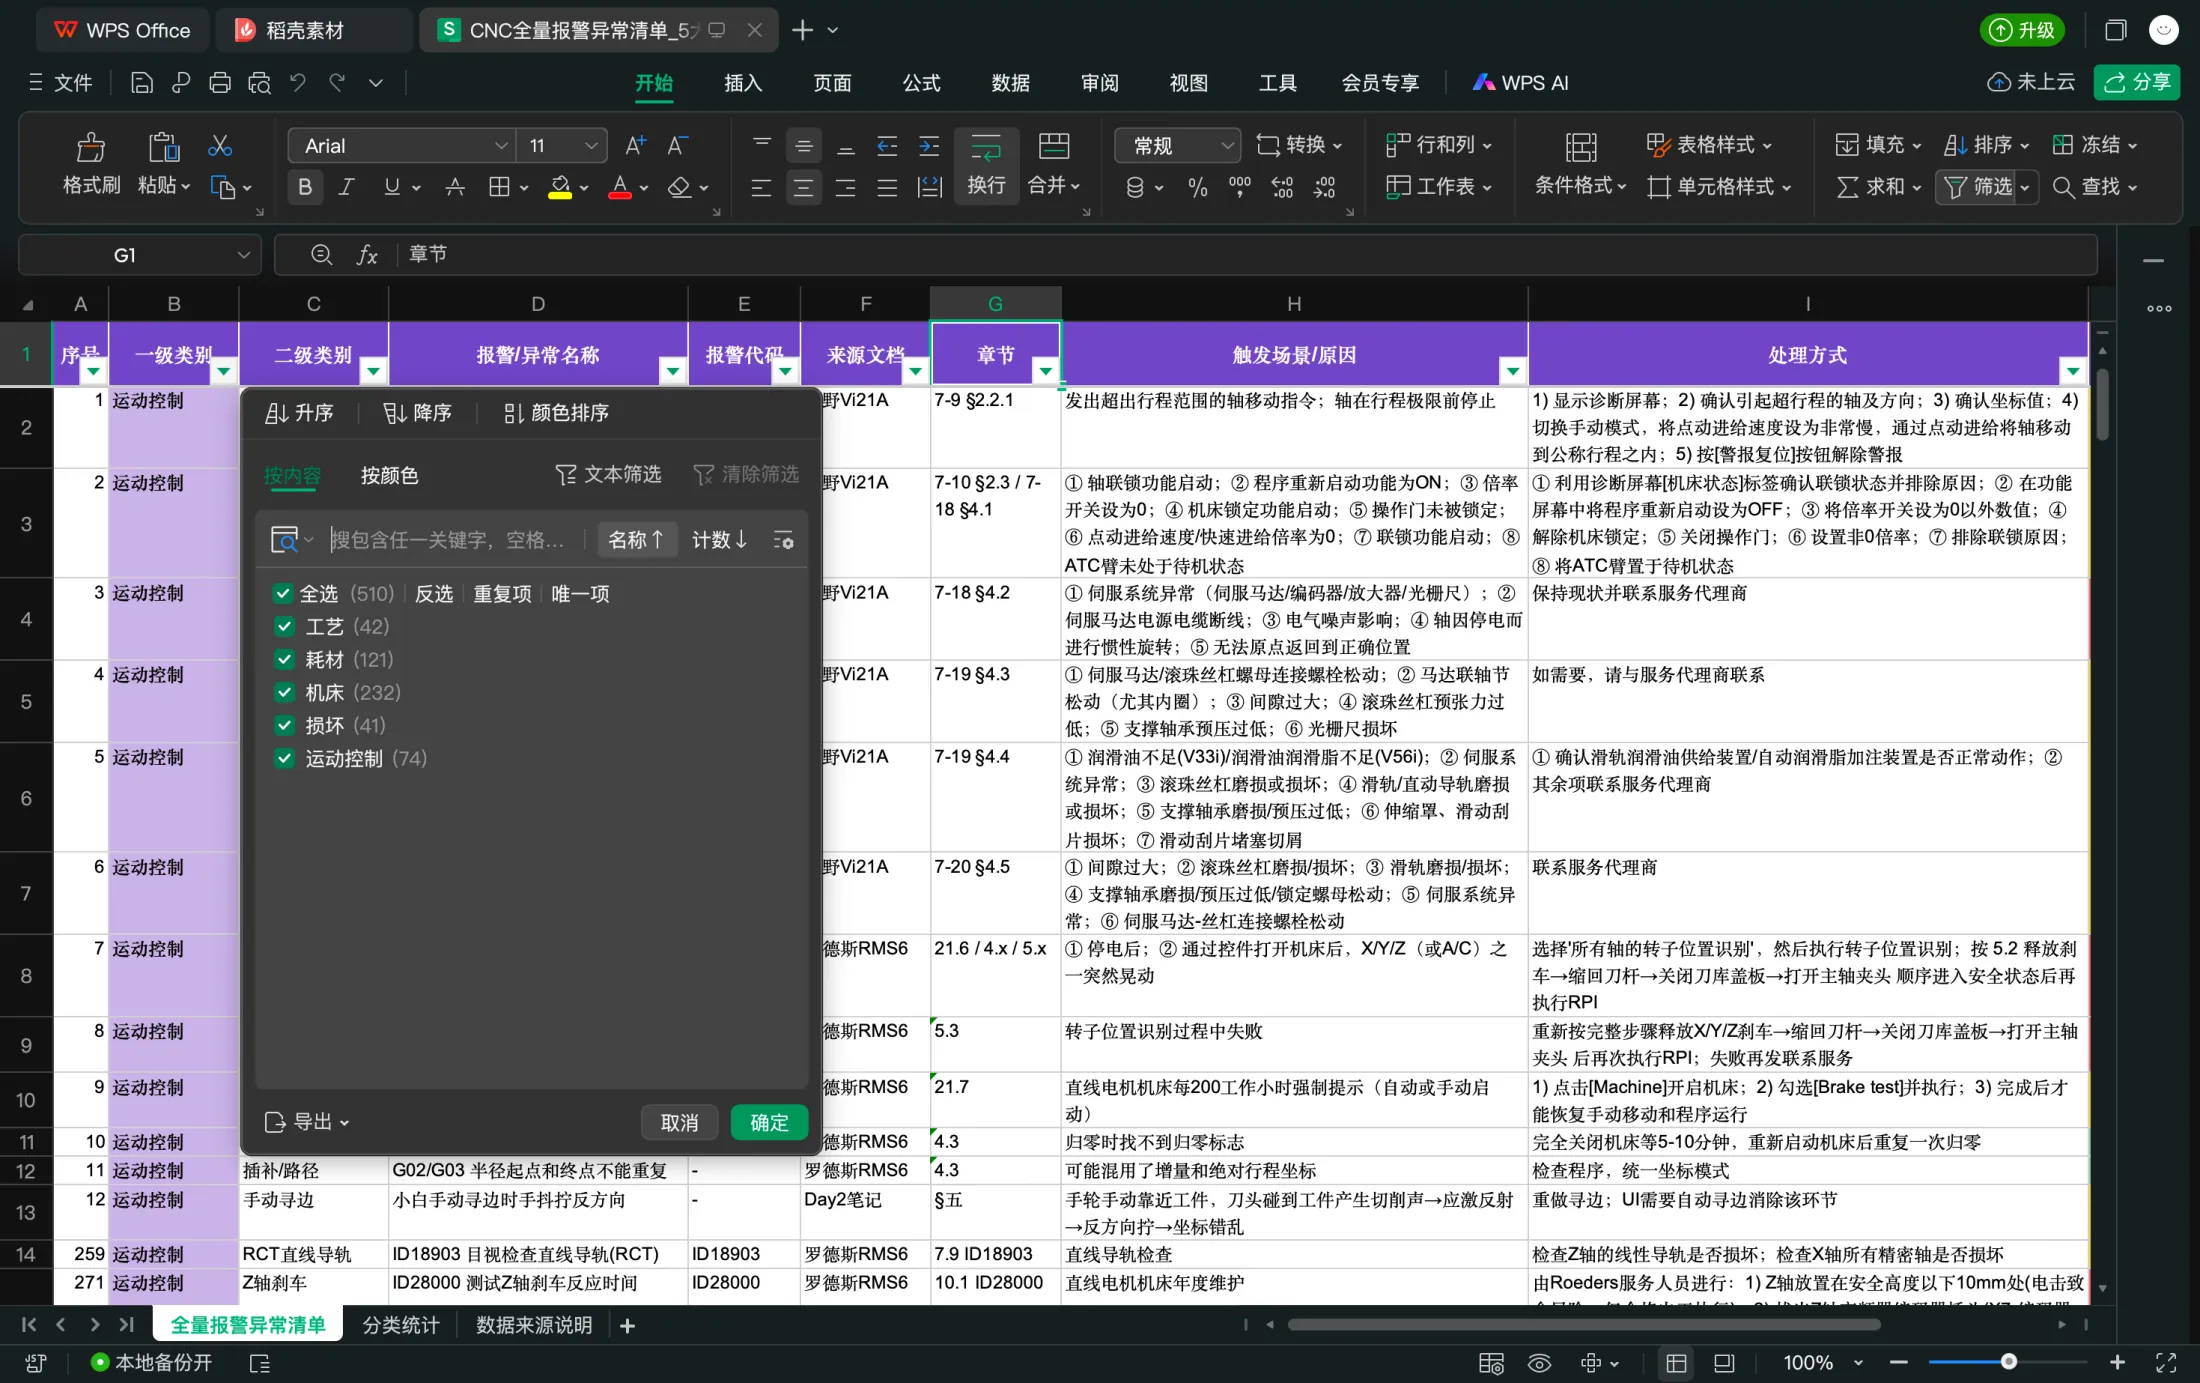 WPS Office
稻壳素材
CNC全量报警异常清单_5
升级
文件
开始 插入 页面 公式 数据 审阅 视图 工具 会员专享 WPS AI
未上云
分享
格式刷 粘贴
Arial 11
换行 合并
常规 转换
行和列
工作表
条件格式
表格样式
单元格样式
填充 排序 冻结
求和 筛选 查找
G1
fx 章节
A B C D E F G H I
1 序号 一级类别 二级类别 报警/异常名称 报警代码 来源文档 章节 触发场景/原因 处理方式
升序 降序 颜色排序
按内容 按颜色 文本筛选 清除筛选
搜包含任一关键字，空格... 名称↑ 计数↓
全选 (510) 反选 重复项 唯一项
工艺 (42)
耗材 (121)
机床 (232)
损坏 (41)
运动控制 (74)
导出 取消 确定
2 1 运动控制 野Vi21A 7-9 §2.2.1
发出超出行程范围的轴移动指令；轴在行程极限前停止
1) 显示诊断屏幕；2) 确认引起超行程的轴及方向；3) 确认坐标值；4)
切换手动模式，将点动进给速度设为非常慢，通过点动进给将轴移动
到公称行程之内；5) 按[警报复位]按钮解除警报
3 2 运动控制 野Vi21A 7-10 §2.3 / 7-
18 §4.1
① 轴联锁功能启动；② 程序重新启动功能为ON；③ 倍率
开关设为0；④ 机床锁定功能启动；⑤ 操作门未被锁定；
⑥ 点动进给速度/快速进给倍率为0；⑦ 联锁功能启动；⑧
ATC臂未处于待机状态
① 利用诊断屏幕[机床状态]标签确认联锁状态并排除原因；② 在功能
屏幕中将程序重新启动设为OFF；③ 将倍率开关设为0以外数值；④
解除机床锁定；⑤ 关闭操作门；⑥ 设置非0倍率；⑦ 排除联锁原因；
⑧ 将ATC臂置于待机状态
4 3 运动控制 野Vi21A 7-18 §4.2
① 伺服系统异常（伺服马达/编码器/放大器/光栅尺）；②
伺服马达电源电缆断线；③ 电气噪声影响；④ 轴因停电而
进行惯性旋转；⑤ 无法原点返回到正确位置
保持现状并联系服务代理商
5 4 运动控制 野Vi21A 7-19 §4.3
① 伺服马达/滚珠丝杠螺母连接螺栓松动；② 马达联轴节
松动（尤其内圈）；③ 间隙过大；④ 滚珠丝杠预张力过
低；⑤ 支撑轴承预压过低；⑥ 光栅尺损坏
如需要，请与服务代理商联系
6 5 运动控制 野Vi21A 7-19 §4.4
① 润滑油不足(V33i)/润滑油润滑脂不足(V56i)；② 伺服系
统异常；③ 滚珠丝杠磨损或损坏；④ 滑轨/直动导轨磨损
或损坏；⑤ 支撑轴承磨损/预压过低；⑥ 伸缩罩、滑动刮
片损坏；⑦ 滑动刮片堵塞切屑
① 确认滑轨润滑油供给装置/自动润滑脂加注装置是否正常动作；②
其余项联系服务代理商
7 6 运动控制 野Vi21A 7-20 §4.5
① 间隙过大；② 滚珠丝杠磨损/损坏；③ 滑轨磨损/损坏；
④ 支撑轴承磨损/预压过低/锁定螺母松动；⑤ 伺服系统异
常；⑥ 伺服马达-丝杠连接螺栓松动
联系服务代理商
8 7 运动控制 德斯RMS6 21.6 / 4.x / 5.x
① 停电后；② 通过控件打开机床后，X/Y/Z（或A/C）之
一突然晃动
选择'所有轴的转子位置识别'，然后执行转子位置识别；按 5.2 释放刹
车→缩回刀杆→关闭刀库盖板→打开主轴夹头 顺序进入安全状态后再
执行RPI
9 8 运动控制 德斯RMS6 5.3
转子位置识别过程中失败
重新按完整步骤释放X/Y/Z刹车→缩回刀杆→关闭刀库盖板→打开主轴
夹头 后再次执行RPI；失败再发联系服务
10 9 运动控制 德斯RMS6 21.7
直线电机机床每200工作小时强制提示（自动或手动启
动）
1) 点击[Machine]开启机床；2) 勾选[Brake test]并执行；3) 完成后才
能恢复手动移动和程序运行
11 10 运动控制 德斯RMS6 4.3 归零时找不到归零标志 完全关闭机床等5-10分钟，重新启动机床后重复一次归零
12 11 运动控制 插补/路径 G02/G03 半径起点和终点不能重复 - 罗德斯RMS6 4.3 可能混用了增量和绝对行程坐标 检查程序，统一坐标模式
13 12 运动控制 手动寻边 小白手动寻边时手抖拧反方向 - Day2笔记 §五
手轮手动靠近工件，刀头碰到工件产生切削声→应激反射
→反方向拧→坐标错乱
重做寻边；UI需要自动寻边消除该环节
14 259 运动控制 RCT直线导轨 ID18903 目视检查直线导轨(RCT) ID18903 罗德斯RMS6 7.9 ID18903 直线导轨检查 检查Z轴的线性导轨是否损坏；检查X轴所有精密轴是否损坏
271 运动控制 Z轴刹车 ID28000 测试Z轴刹车反应时间 ID28000 罗德斯RMS6 10.1 ID28000 直线电机机床年度维护 由Roeders服务人员进行：1) Z轴放置在安全高度以下10mm处(电击致
全量报警异常清单 分类统计 数据来源说明
本地备份开
100%